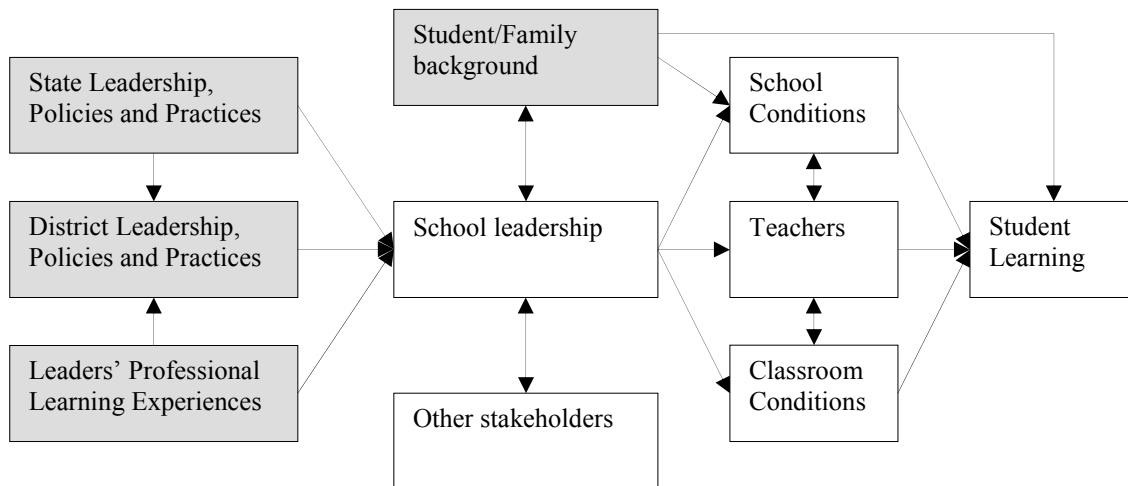 State Leadership,
Policies and Practices
District Leadership,
Policies and Practices
Leaders’ Professional
Learning Experiences
Student/Family
background
School leadership
Other stakeholders
School
Conditions
Teachers
Classroom
Conditions
Student
Learning